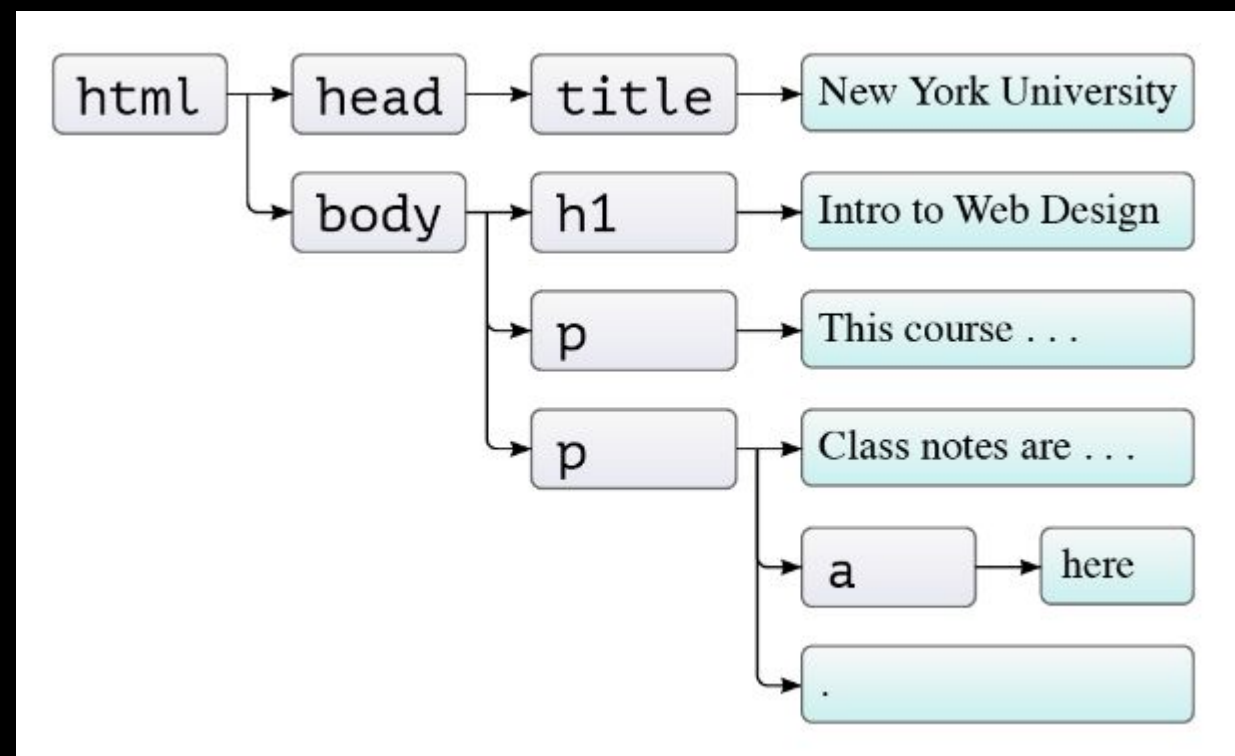 html head title New York University
body h1 Intro to Web Design
p This course . . .
p Class notes are . . .
a here
.